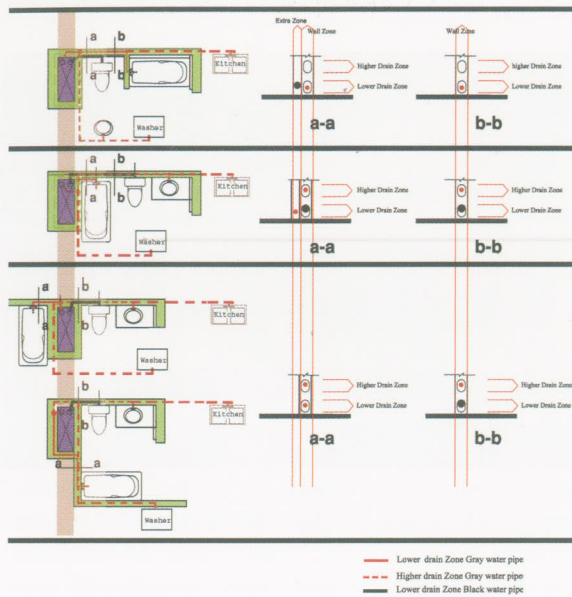 Extra Zone
Wall Zone
Wall Zone
a b
Kitchen
a b
Washer
Higher Drain Zone
Lower Drain Zone
higher Drain Zone
Lower Drain Zone
a-a
b-b
a b
Kitchen
a b
Washer
Higher Drain Zone
Lower Drain Zone
Higher Drain Zone
Lower Drain Zone
a-a
b-b
a b
Kitchen
a b
Washer
b
Kitchen
b
a a
Washer
Higher Drain Zone
Lower Drain Zone
Higher Drain Zone
Lower Drain Zone
a-a
b-b
Lower drain Zone Gray water pipe
Higher drain Zone Gray water pipe
Lower drain Zone Black water pipe